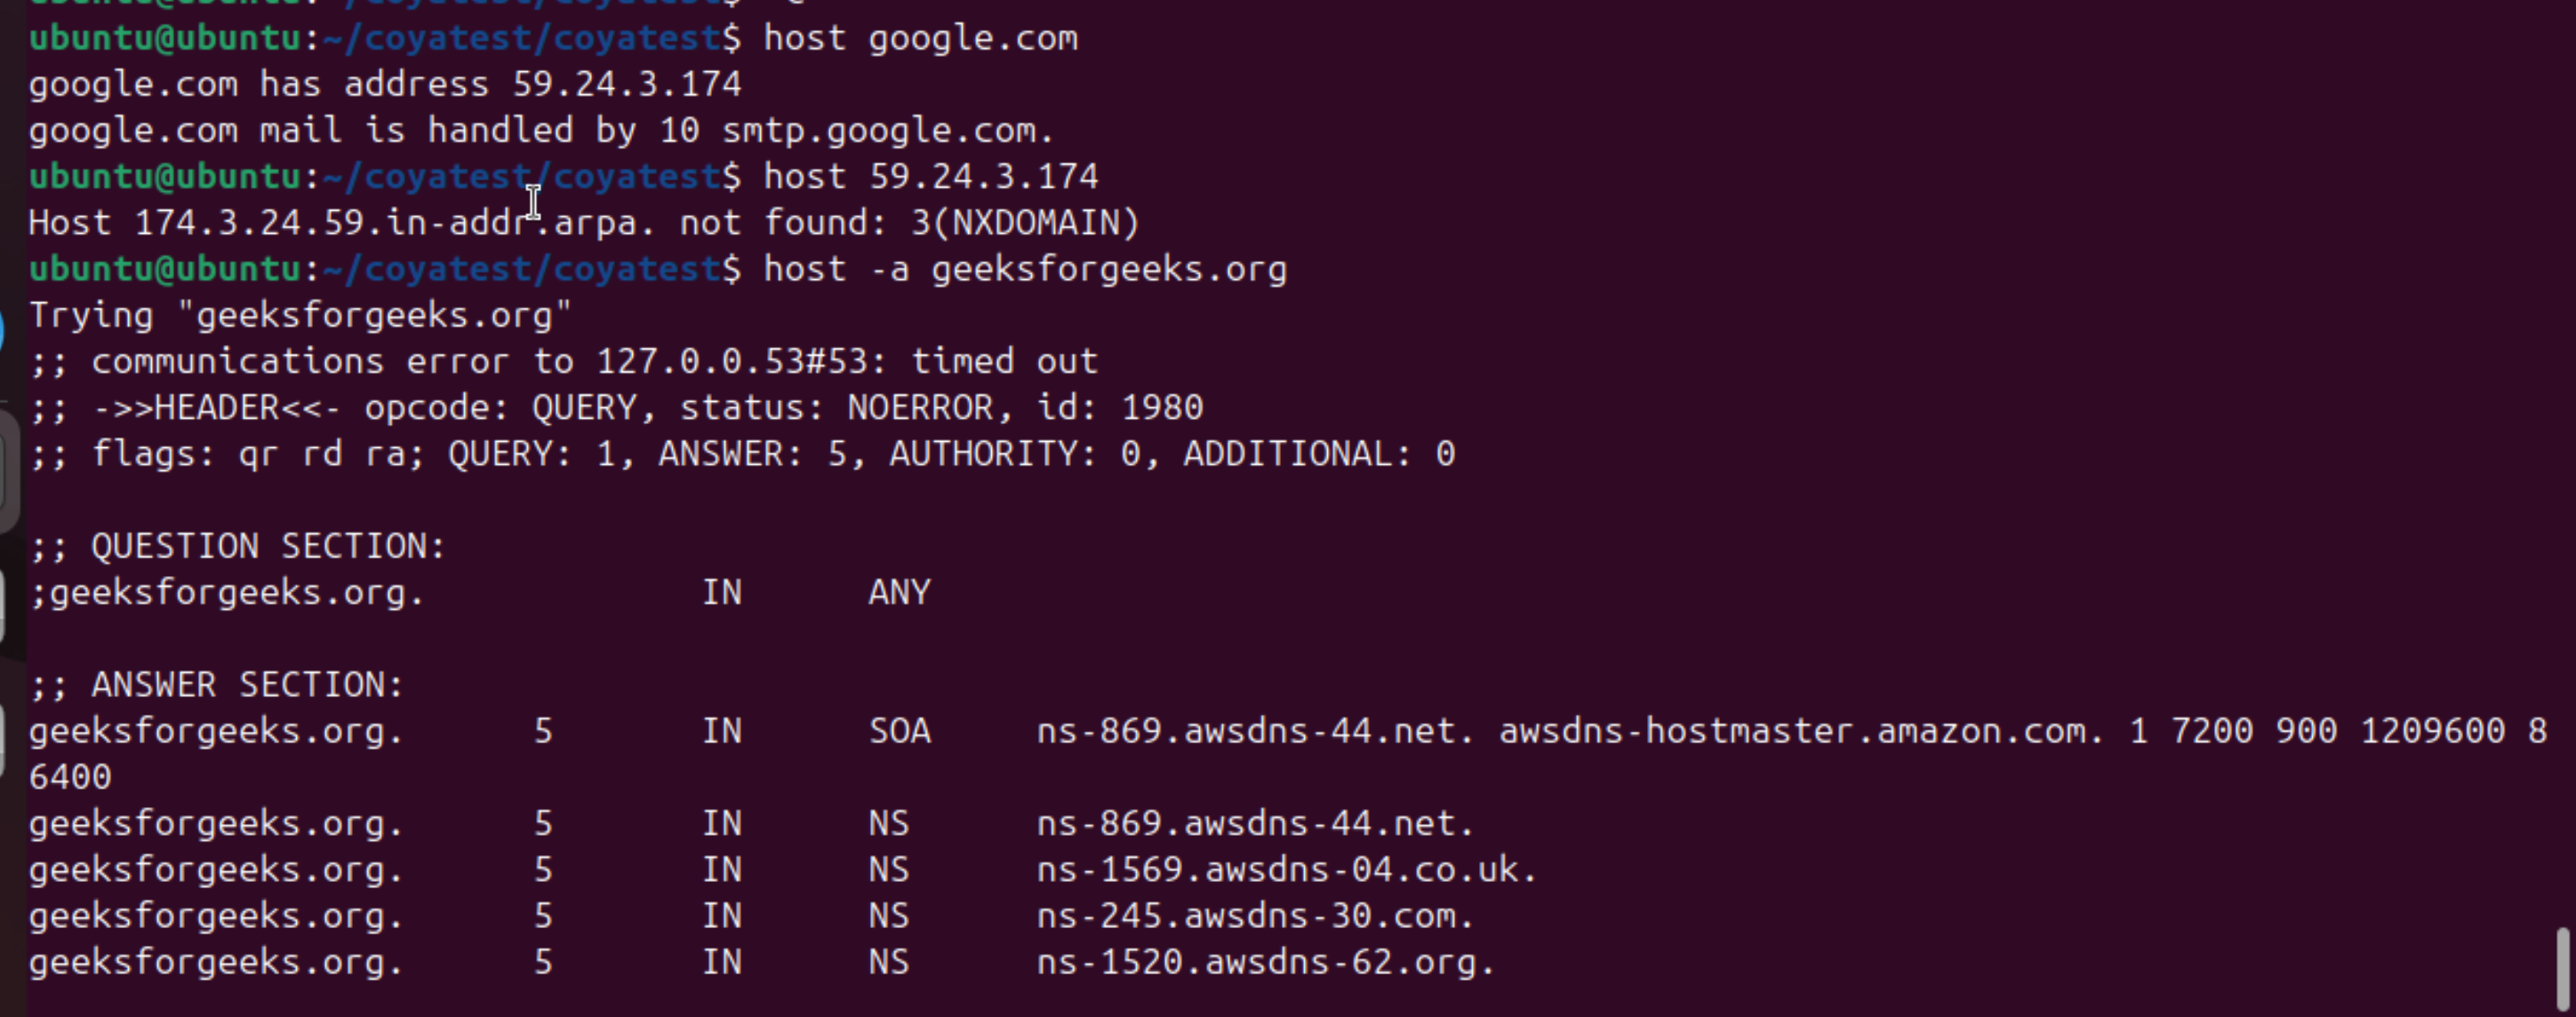 ubuntu@ubuntu:~/coyatest/coyatest$ host google.com
google.com has address 59.24.3.174
google.com mail is handled by 10 smtp.google.com.
ubuntu@ubuntu:~/coyatest/coyatest$ host 59.24.3.174
Host 174.3.24.59.in-addr.arpa. not found: 3(NXDOMAIN)
ubuntu@ubuntu:~/coyatest/coyatest$ host -a geeksforgeeks.org
Trying "geeksforgeeks.org"
;; communications error to 127.0.0.53#53: timed out
;; ->>HEADER<<- opcode: QUERY, status: NOERROR, id: 1980
;; flags: qr rd ra; QUERY: 1, ANSWER: 5, AUTHORITY: 0, ADDITIONAL: 0
;; QUESTION SECTION:
;geeksforgeeks.org. IN ANY
;; ANSWER SECTION:
geeksforgeeks.org. 5 IN SOA ns-869.awsdns-44.net. awsdns-hostmaster.amazon.com. 1 7200 900 1209600 8
6400
geeksforgeeks.org. 5 IN NS ns-869.awsdns-44.net.
geeksforgeeks.org. 5 IN NS ns-1569.awsdns-04.co.uk.
geeksforgeeks.org. 5 IN NS ns-245.awsdns-30.com.
geeksforgeeks.org. 5 IN NS ns-1520.awsdns-62.org.